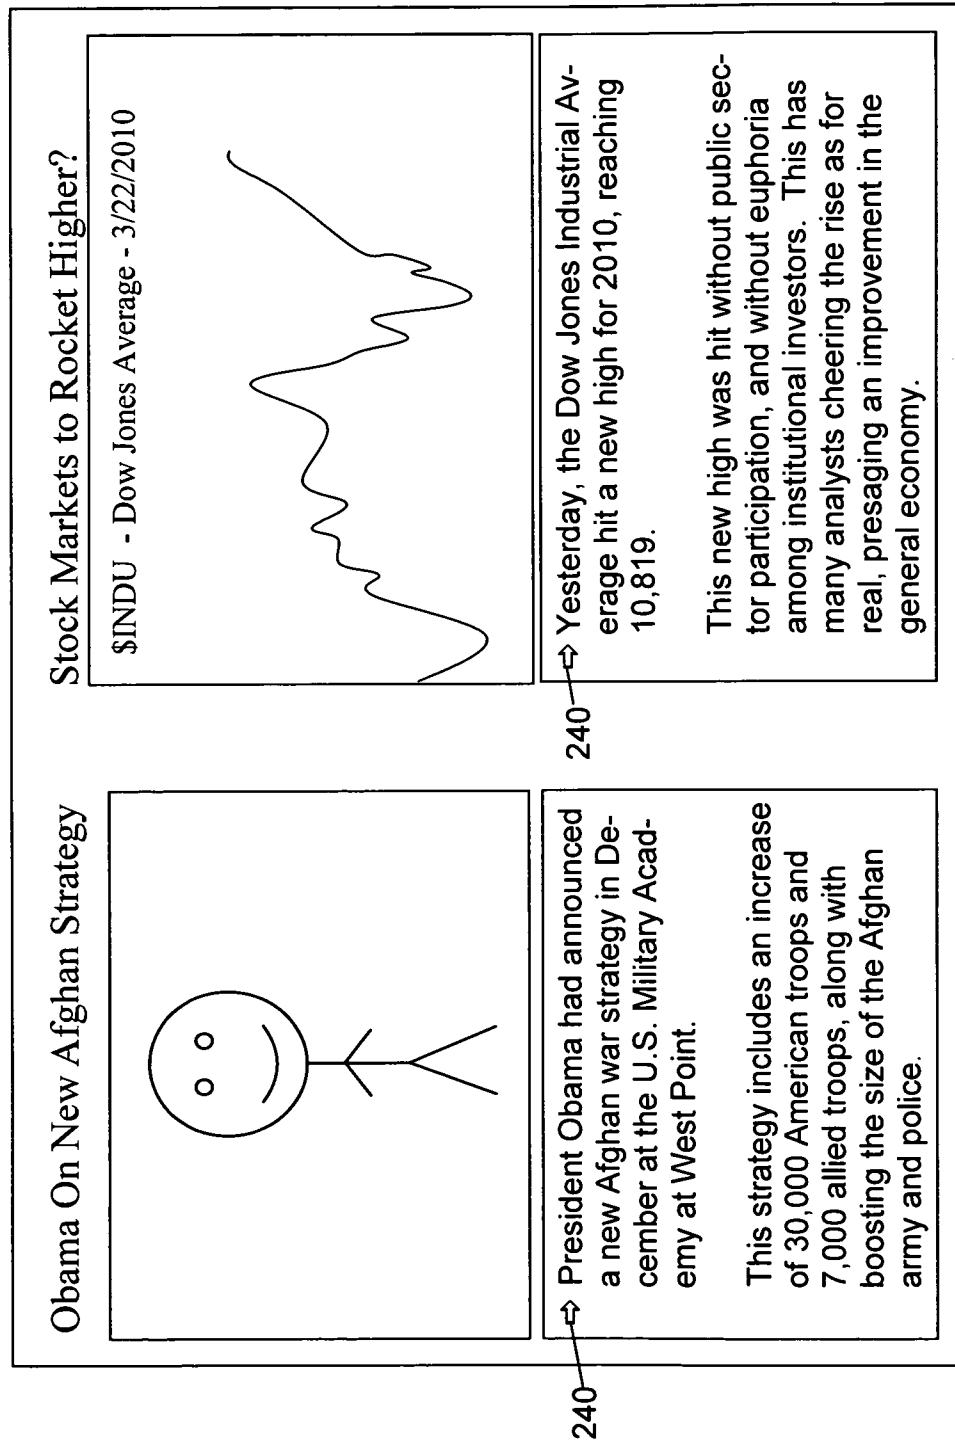 Obama On New Afghan Strategy
240
President Obama had announced
a new Afghan war strategy in De-
cember at the U.S. Military Acad-
emy at West Point.
This strategy includes an increase
of 30,000 American troops and
7,000 allied troops, along with
boosting the size of the Afghan
army and police.
Stock Markets to Rocket Higher?
$INDU - Dow Jones Average - 3/22/2010
240
Yesterday, the Dow Jones Industrial Av-
erage hit a new high for 2010, reaching
10,819.
This new high was hit without public sec-
tor participation, and without euphoria
among institutional investors. This has
many analysts cheering the rise as for
real, presaging an improvement in the
general economy.